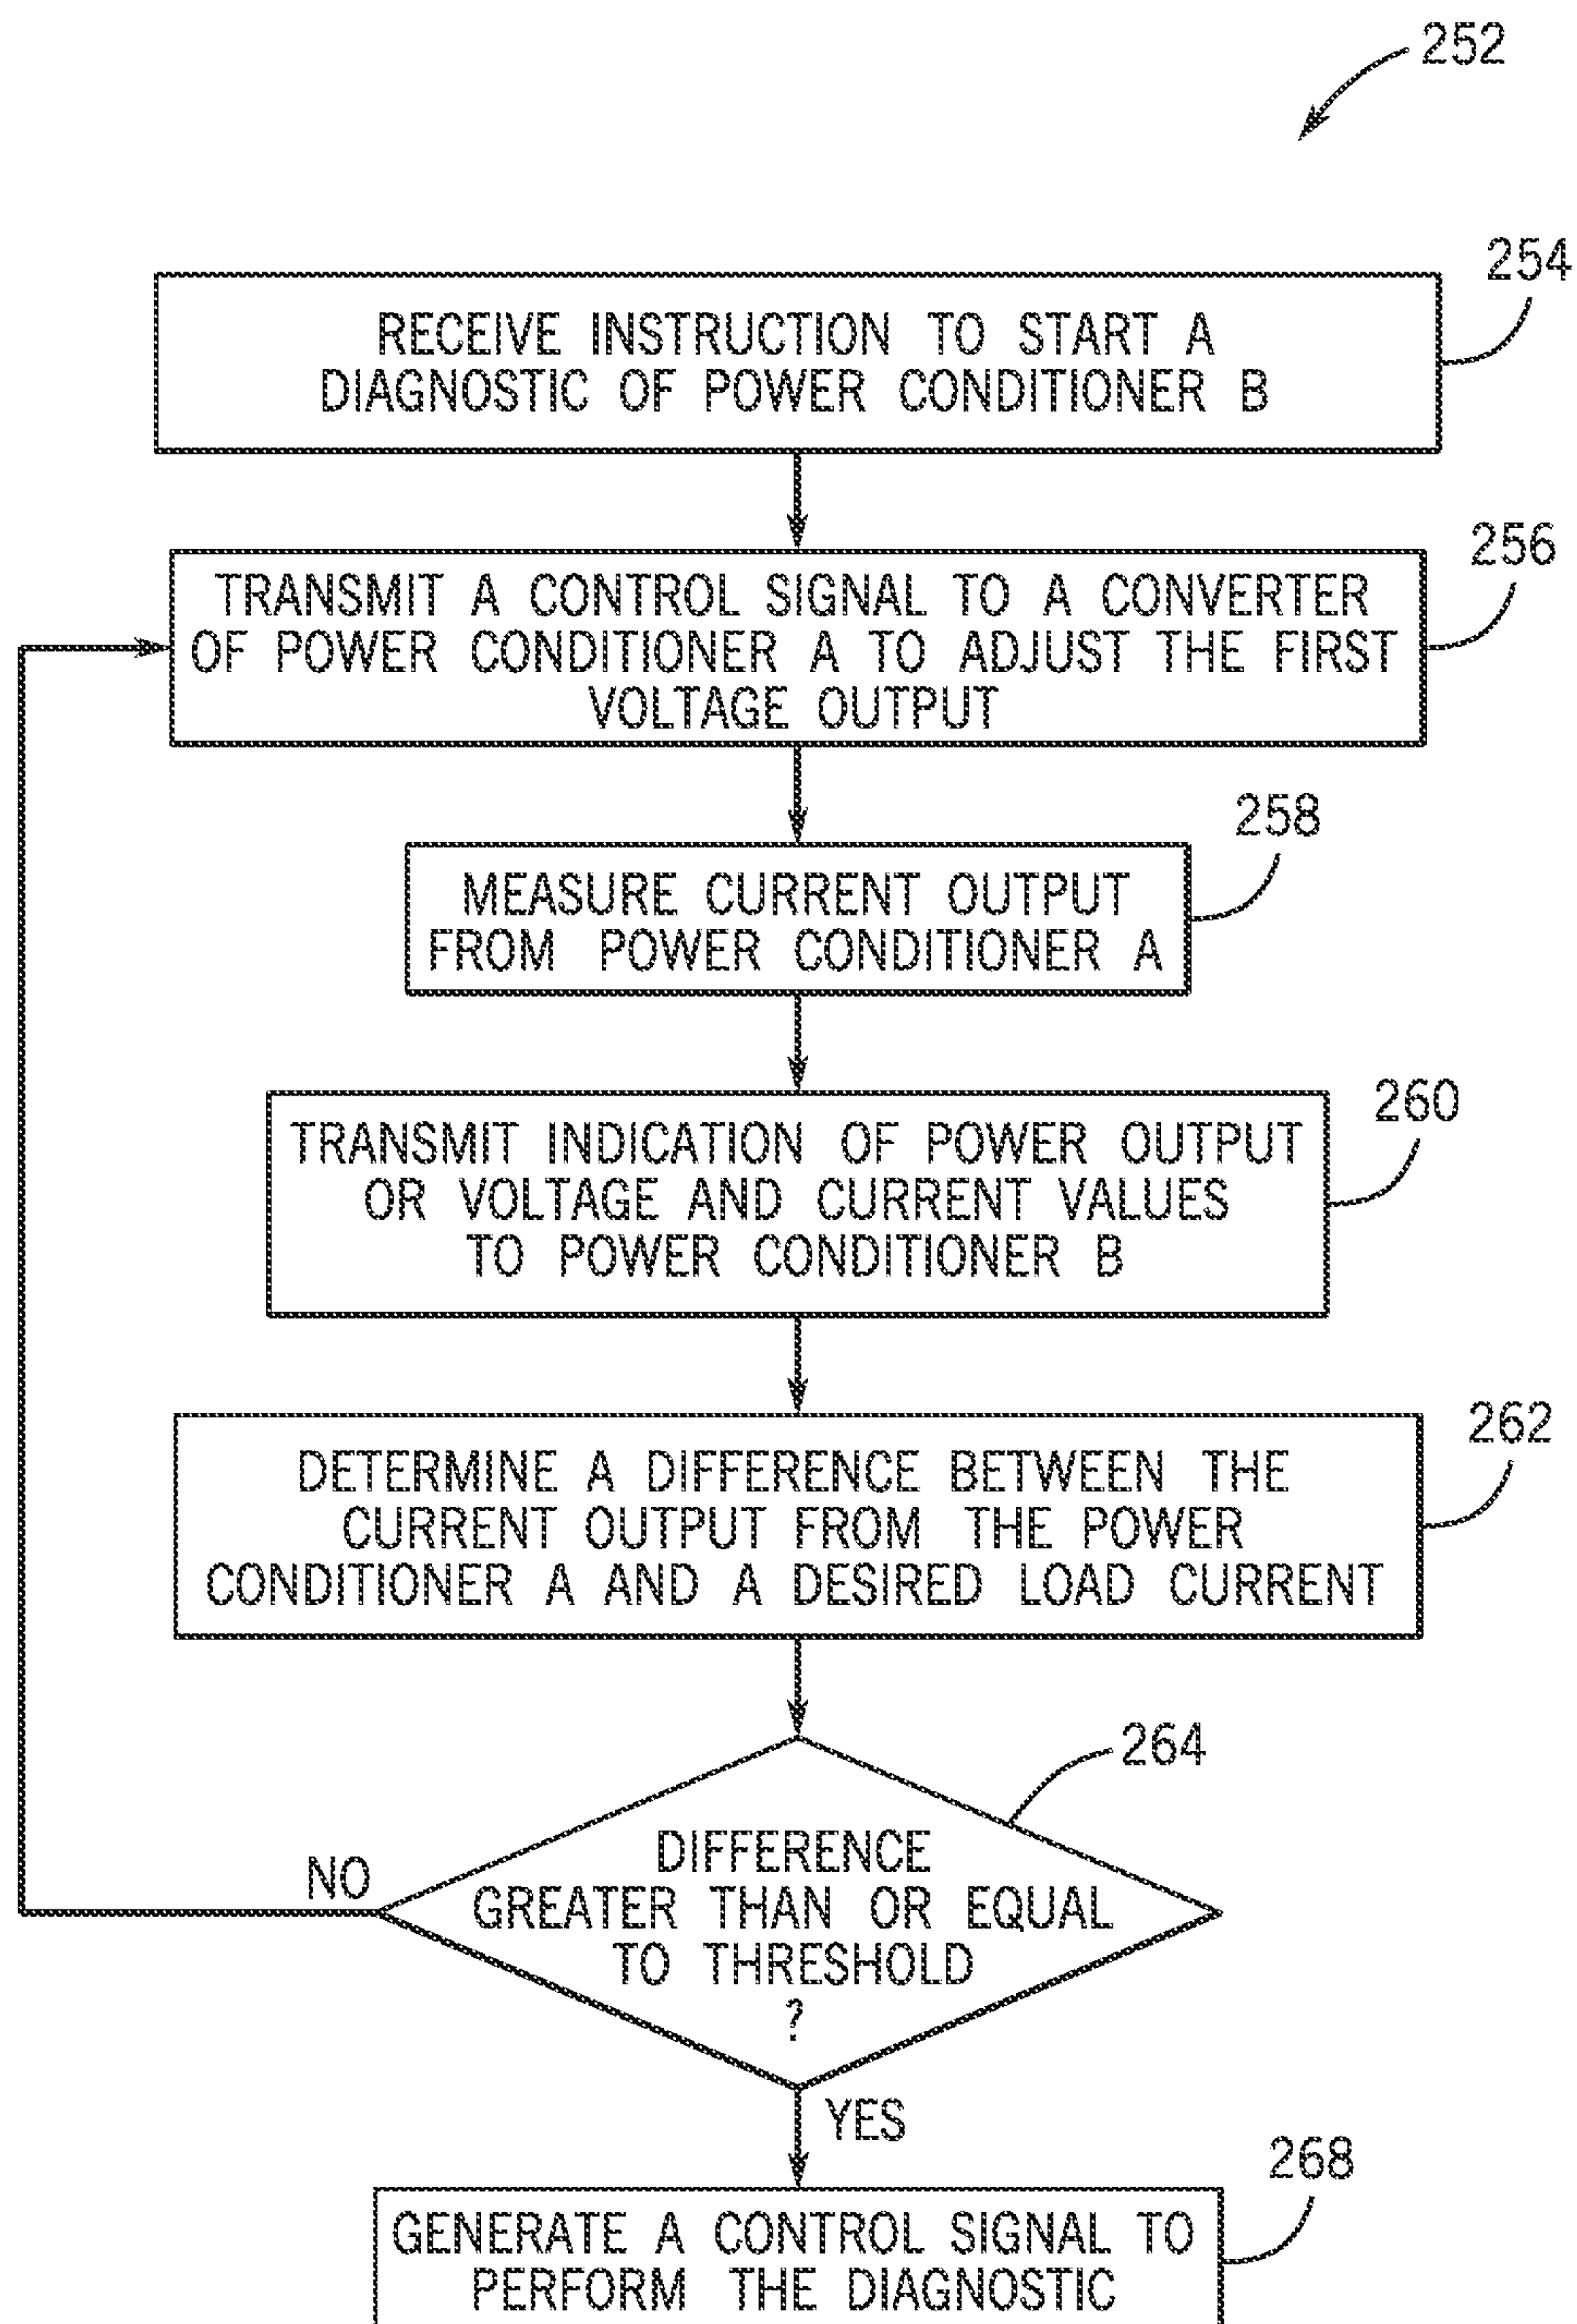 252
254
RECEIVE INSTRUCTION TO START A
DIAGNOSTIC OF POWER CONDITIONER B
256
TRANSMIT A CONTROL SIGNAL TO A CONVERTER
OF POWER CONDITIONER A TO ADJUST THE FIRST
VOLTAGE OUTPUT
258
MEASURE CURRENT OUTPUT
FROM POWER CONDITIONER A
260
TRANSMIT INDICATION OF POWER OUTPUT
OR VOLTAGE AND CURRENT VALUES
TO POWER CONDITIONER B
262
DETERMINE A DIFFERENCE BETWEEN THE
CURRENT OUTPUT FROM THE POWER
CONDITIONER A AND A DESIRED LOAD CURRENT
264
DIFFERENCE
GREATER THAN OR EQUAL
TO THRESHOLD
?
NO
YES
268
GENERATE A CONTROL SIGNAL TO
PERFORM THE DIAGNOSTIC